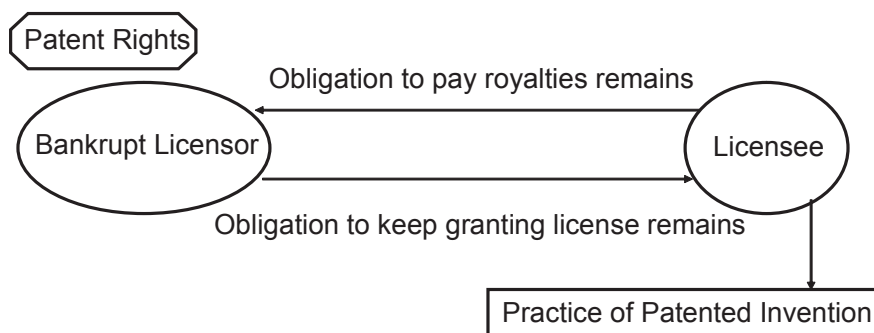 Patent Rights
Obligation to pay royalties remains
Bankrupt Licensor
Licensee
Obligation to keep granting license remains
Practice of Patented Invention